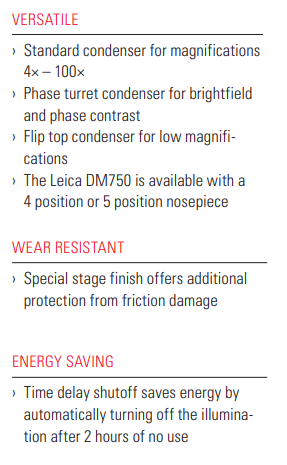 VERSATILE
› Standard condenser for magnifications
4× – 100×
› Phase turret condenser for brightfield
and phase contrast
› Flip top condenser for low magnifi-
cations
› The Leica DM750 is available with a
4 position or 5 position nosepiece
WEAR RESISTANT
› Special stage finish offers additional
protection from friction damage
ENERGY SAVING
› Time delay shutoff saves energy by
automatically turning off the illumina-
tion after 2 hours of no use